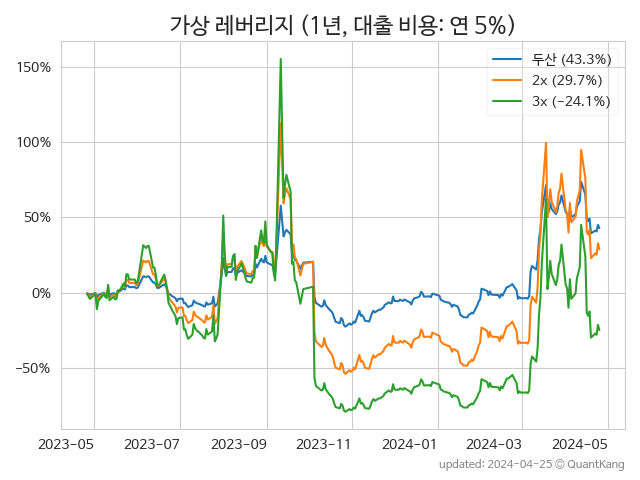 가상 레버리지 (1년, 대출 비용: 연 5%)
두산 (43.3%)
2x (29.7%)
3x (−24.1%)
150%
100%
50%
0%
−50%
2023-05 2023-07 2023-09 2023-11 2024-01 2024-03 2024-05
updated: 2024-04-25 © QuantKang